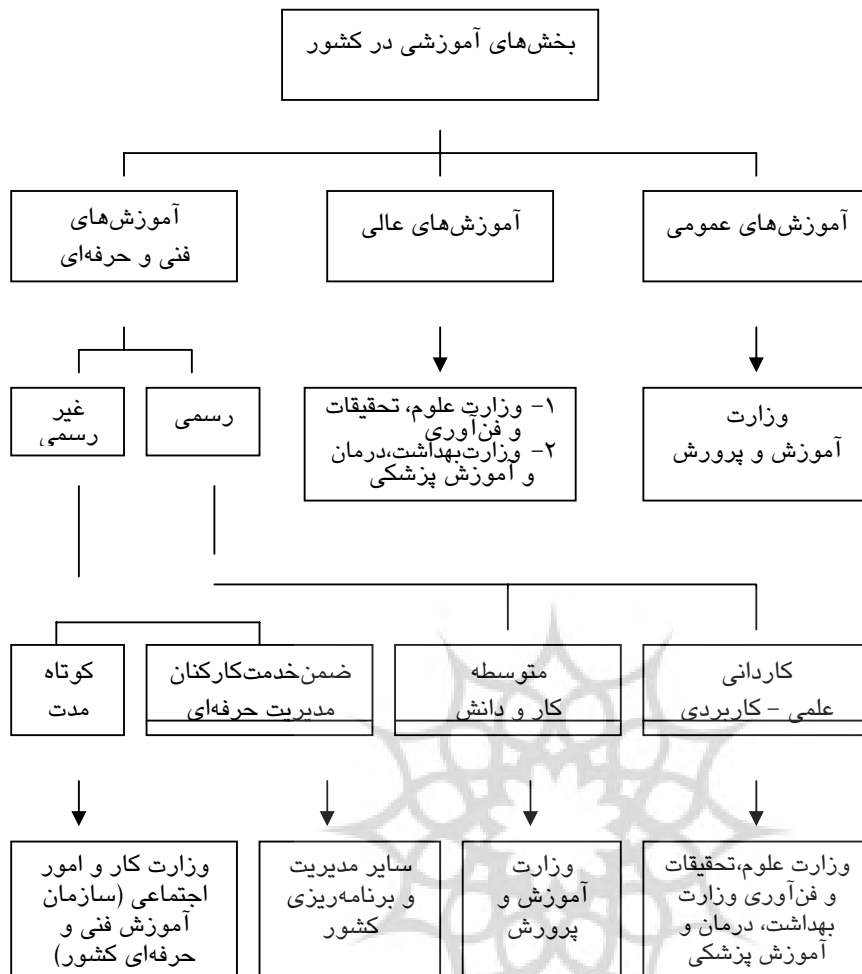 بخش‌های آموزشی در کشور
آموزش‌های عمومی
آموزش‌های عالی
آموزش‌های
فنی و حرفه‌ای
وزارت
آموزش و پرورش
۱- وزارت علوم، تحقیقات
و فن‌آوری
۲- وزارت‌بهداشت،درمان
و آموزش پزشکی
رسمی
غیر
رسمی
کاردانی
علمی – کاربردی
متوسطه
کار و دانش
ضمن‌خدمت‌کارکنان
مدیریت حرفه‌ای
کوتاه
مدت
وزارت علوم،تحقیقات
و فن‌آوری وزارت
بهداشت، درمان و
آموزش پزشکی
وزارت
آموزش و
پرورش
سایر مدیریت
و برنامه‌ریزی
کشور
وزارت کار و امور
اجتماعی (سازمان
آموزش فنی و
حرفه‌ای کشور)